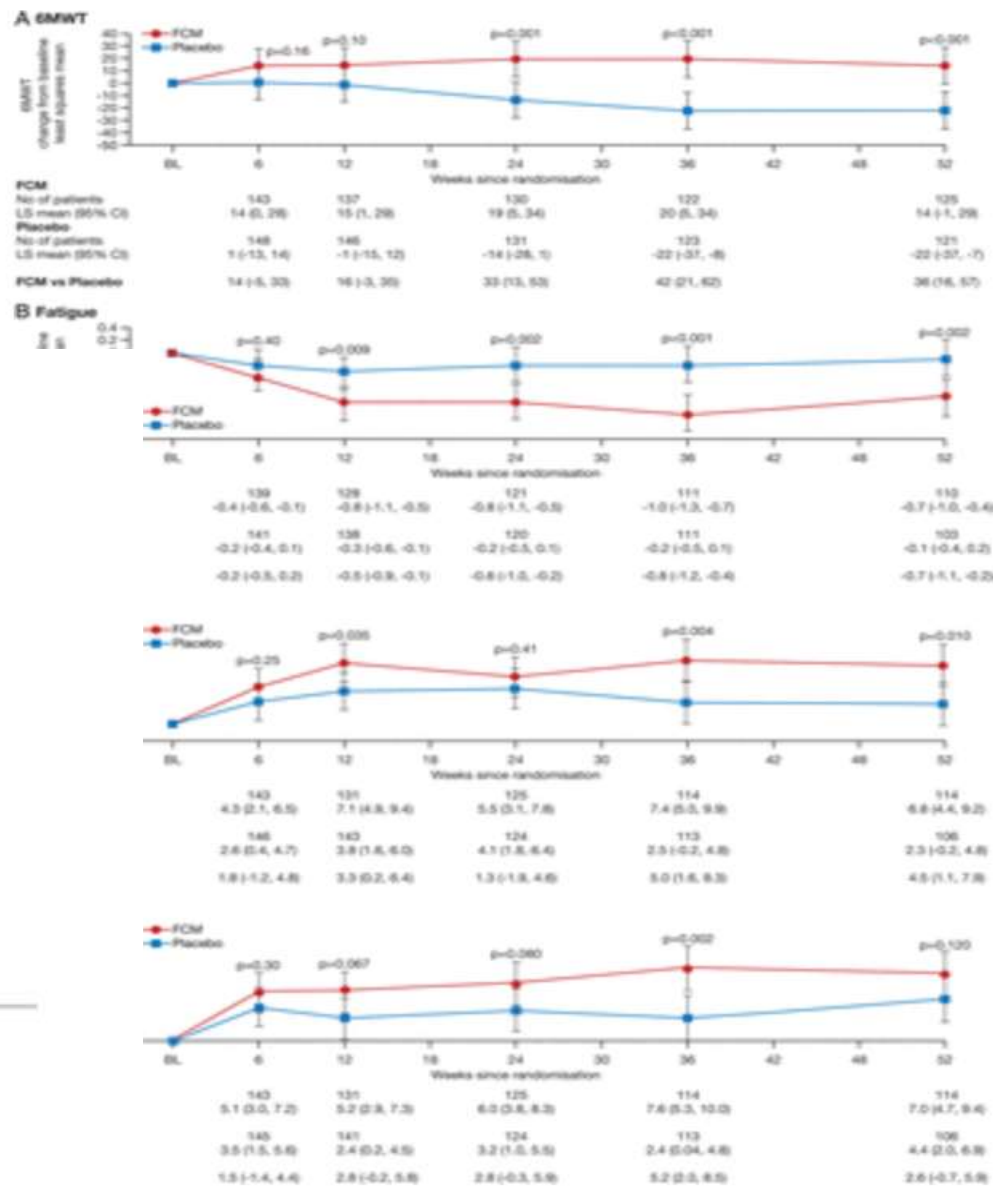 A 6MWT
FCM
Placebo
p=0.16
p=0.10
p=0.001
p=0.001
p=0.001
6MWT
change from baseline
least squares mean
BL 6 12 18 24 30 36 42 48 52
Weeks since randomisation
FCM
No of patients 143 137 130 122 125
LS mean (95% CI) 14 (0, 28) 15 (1, 29) 19 (5, 34) 20 (5, 34) 14 (-1, 29)
Placebo
No of patients 148 146 131 123 121
LS mean (95% CI) 1 (-13, 14) -1 (-15, 12) -14 (-28, 1) -22 (-37, -8) -22 (-37, -7)
FCM vs Placebo 14 (-5, 33) 16 (-3, 35) 33 (13, 53) 42 (21, 62) 36 (16, 57)
B Fatigue
0.4
0.2
p=0.40
p=0.009
p=0.002
p=0.001
p=0.002
FCM
Placebo
BL 6 12 18 24 30 36 42 48 52
Weeks since randomisation
139 129 121 111 110
-0.4 (-0.6, -0.1) -0.8 (-1.1, -0.5) -0.8 (-1.1, -0.5) -1.0 (-1.3, -0.7) -0.7 (-1.0, -0.4)
141 138 120 111 103
-0.2 (-0.4, 0.1) -0.3 (-0.6, -0.1) -0.2 (-0.5, 0.1) -0.2 (-0.5, 0.1) -0.1 (-0.4, 0.2)
-0.2 (-0.5, 0.2) -0.5 (-0.9, -0.1) -0.6 (-1.0, -0.2) -0.8 (-1.2, -0.4) -0.7 (-1.1, -0.2)
FCM
Placebo
p=0.25
p=0.035
p=0.41
p=0.004
p=0.010
BL 6 12 18 24 30 36 42 48 52
Weeks since randomisation
143 131 125 114 114
4.3 (2.1, 6.5) 7.1 (4.9, 9.4) 5.5 (3.1, 7.8) 7.4 (5.0, 9.9) 6.8 (4.4, 9.2)
146 143 124 113 106
2.6 (0.4, 4.7) 3.8 (1.6, 6.0) 4.1 (1.8, 6.4) 2.5 (-0.2, 4.8) 2.3 (-0.2, 4.8)
1.8 (-1.2, 4.8) 3.3 (0.2, 6.4) 1.3 (-1.9, 4.6) 5.0 (1.6, 8.3) 4.5 (1.1, 7.9)
FCM
Placebo
p=0.30
p=0.067
p=0.080
p=0.002
p=0.120
BL 6 12 18 24 30 36 42 48 52
Weeks since randomisation
143 131 125 114 114
5.1 (3.0, 7.2) 5.2 (2.9, 7.3) 6.0 (3.8, 8.3) 7.6 (5.3, 10.0) 7.0 (4.7, 9.4)
145 141 124 113 106
3.5 (1.5, 5.6) 2.4 (0.2, 4.5) 3.2 (1.0, 5.5) 2.4 (0.04, 4.8) 4.4 (2.0, 6.9)
1.5 (-1.4, 4.4) 2.8 (-0.2, 5.8) 2.8 (-0.3, 5.9) 5.2 (2.0, 8.5) 2.6 (-0.7, 5.9)